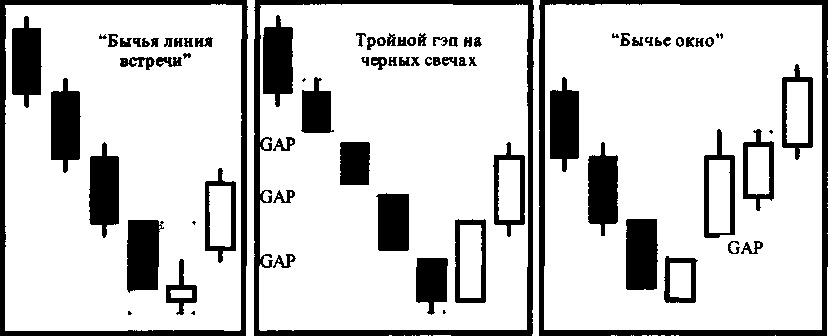 “Бычья линия
встречи”
Тройной гэп на
черных свечах
GAP
GAP
GAP
“Бычье окно”
GAP